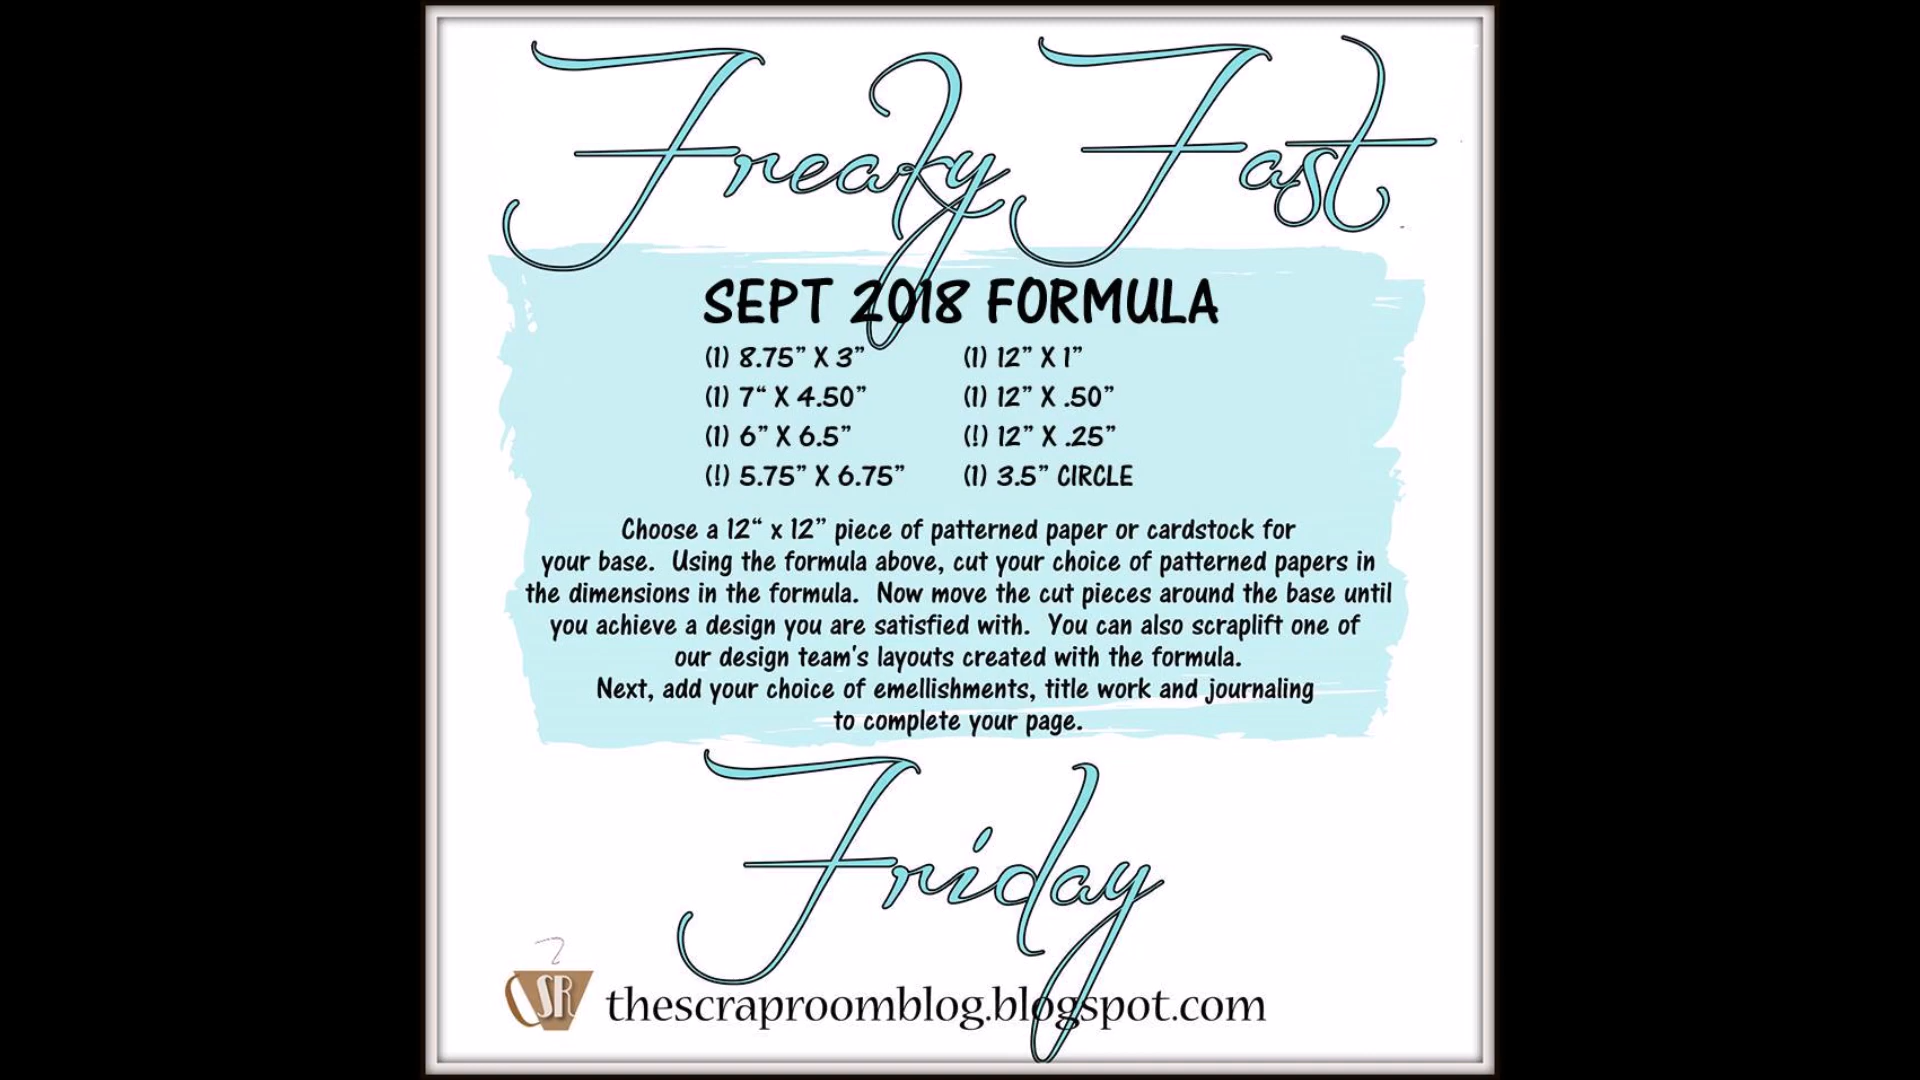 Freaky Fast
SEPT 2018 FORMULA
(1) 8.75” X 3”
(1) 7“ X 4.50”
(1) 6” X 6.5”
(!) 5.75” X 6.75”
(1) 12” X 1”
(1) 12” X .50”
(!) 12” X .25”
(1) 3.5” CIRCLE
Choose a 12“ x 12” piece of patterned paper or cardstock for
your base. Using the formula above, cut your choice of patterned papers in
the dimensions in the formula. Now move the cut pieces around the base until
you achieve a design you are satisfied with. You can also scraplift one of
our design team's layouts created with the formula.
Next, add your choice of emellishments, title work and journaling
to complete your page.
Friday
SR
thescraproomblog.blogspot.com